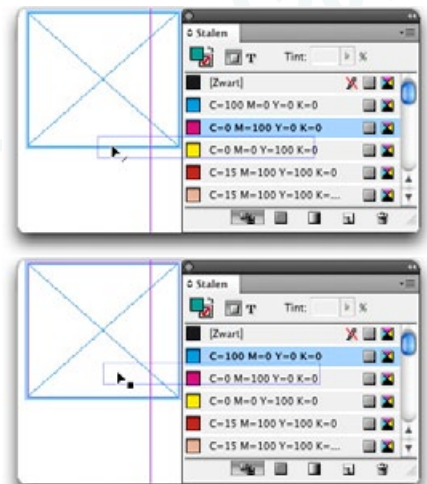 Stalen
T Tint: %
[Zwart]
C=100 M=0 Y=0 K=0
C=0 M=100 Y=0 K=0
C=0 M=0 Y=100 K=0
C=15 M=100 Y=100 K=0
C=15 M=100 Y=100 K=...
Stalen
T Tint: %
[Zwart]
C=100 M=0 Y=0 K=0
C=0 M=100 Y=0 K=0
C=0 M=0 Y=100 K=0
C=15 M=100 Y=100 K=0
C=15 M=100 Y=100 K=...